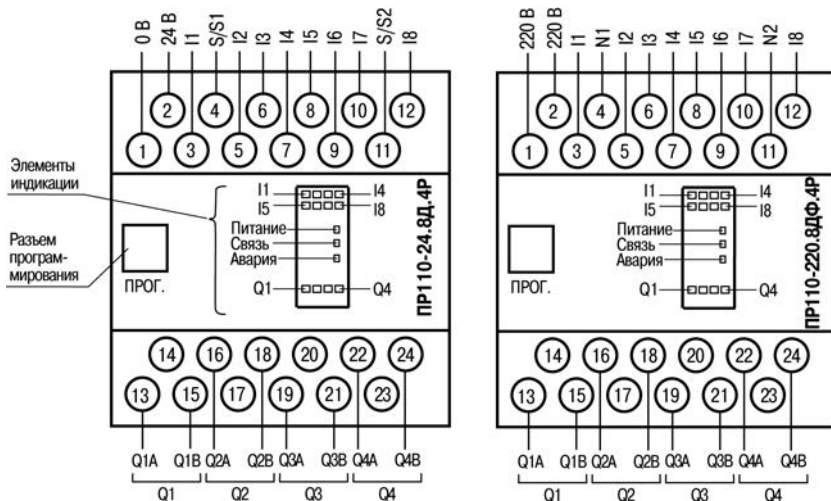 0 В 24 В I1 S/S1 I2 I3 I4 I5 I6 I7 S/S2 I8
2 4 6 8 10 12
1 3 5 7 9 11
Элементы
индикации
Разъем
програм-
мирования
ПРОГ.
I1 I4
I5 I8
Питание
Связь
Авария
Q1 Q4
ПР110-24.8Д.4Р
14 16 18 20 22 24
13 15 17 19 21 23
Q1A Q1B Q2A Q2B Q3A Q3B Q4A Q4B
Q1 Q2 Q3 Q4
220 В 220 В I1 N1 I2 I3 I4 I5 I6 I7 N2 I8
2 4 6 8 10 12
1 3 5 7 9 11
ПРОГ.
I1 I4
I5 I8
Питание
Связь
Авария
Q1 Q4
ПР110-220.8ДФ.4Р
14 16 18 20 22 24
13 15 17 19 21 23
Q1A Q1B Q2A Q2B Q3A Q3B Q4A Q4B
Q1 Q2 Q3 Q4